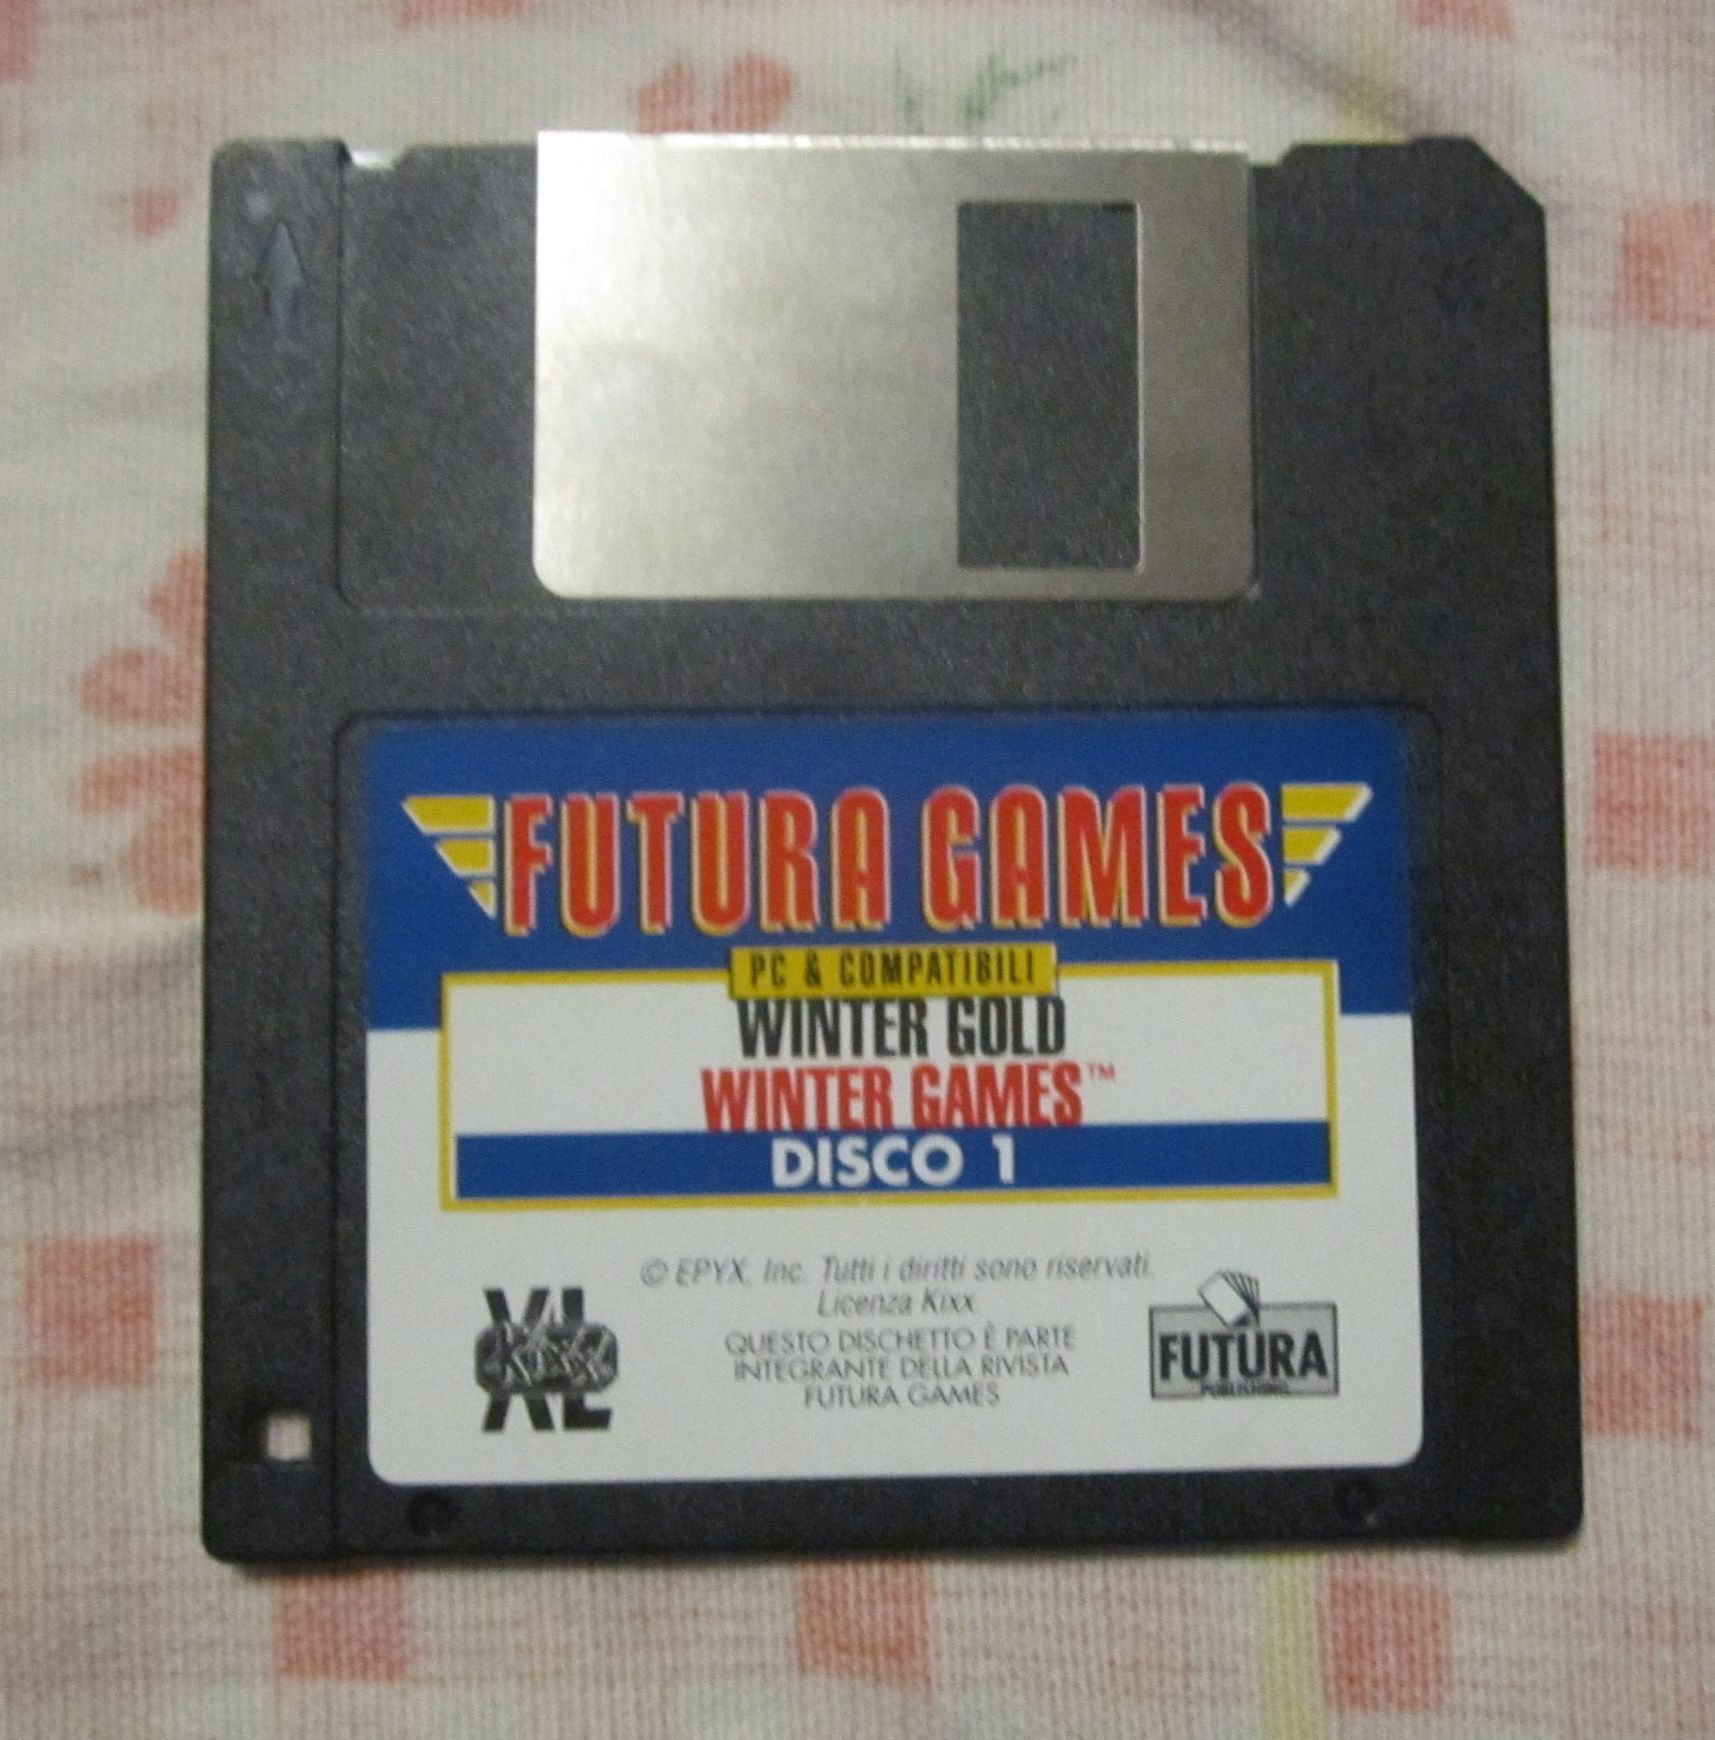 FUTURA GAMES
PC & COMPATIBILI
WINTER GOLD
WINTER GAMES™
DISCO 1
© EPYX, Inc. Tutti i diritti sono riservati.
Licenza Kixx
QUESTO DISCHETTO È PARTE
INTEGRANTE DELLA RIVISTA
FUTURA GAMES
XL
KIXX
FUTURA
PUBLISHING